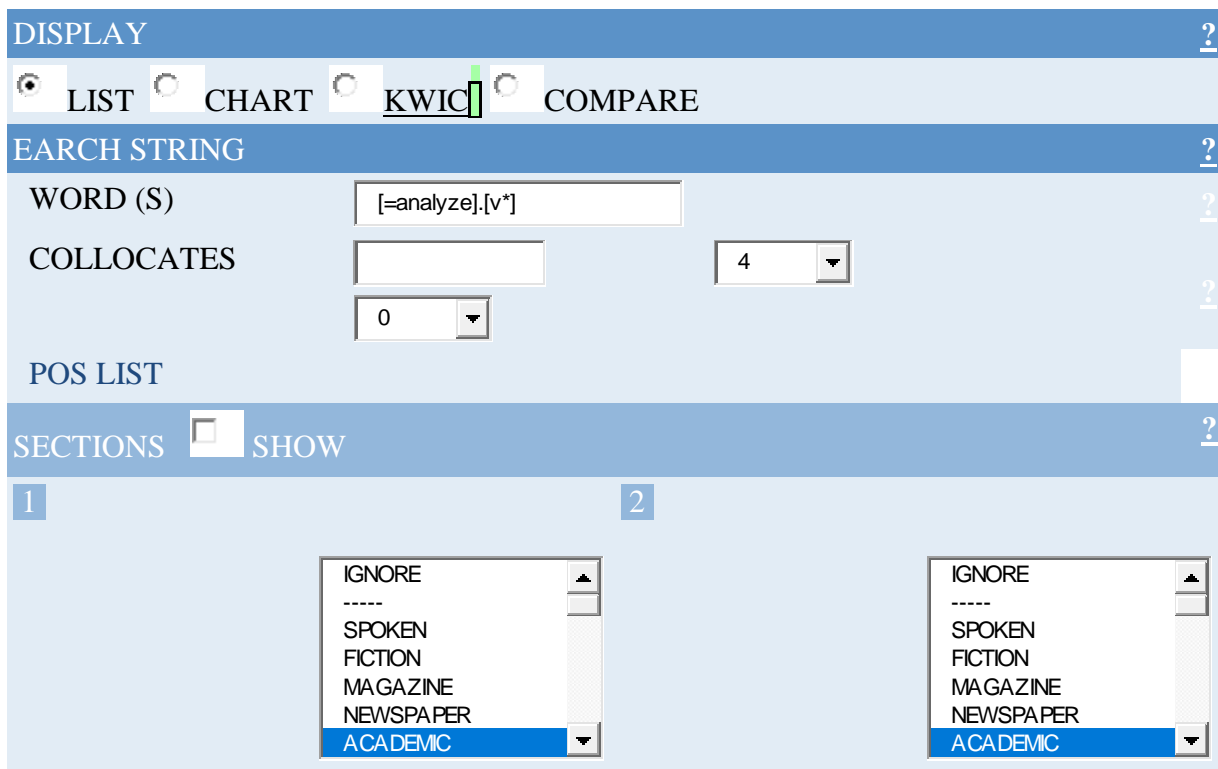 DISPLAY ?
LIST CHART KWIC COMPARE
EARCH STRING ?
WORD (S) [=analyze].[v*] ?
COLLOCATES 4
?
0
POS LIST
SECTIONS SHOW ?
1 2
IGNORE IGNORE
----- -----
SPOKEN SPOKEN
FICTION FICTION
MAGAZINE MAGAZINE
NEWSPAPER NEWSPAPER
ACADEMIC ACADEMIC